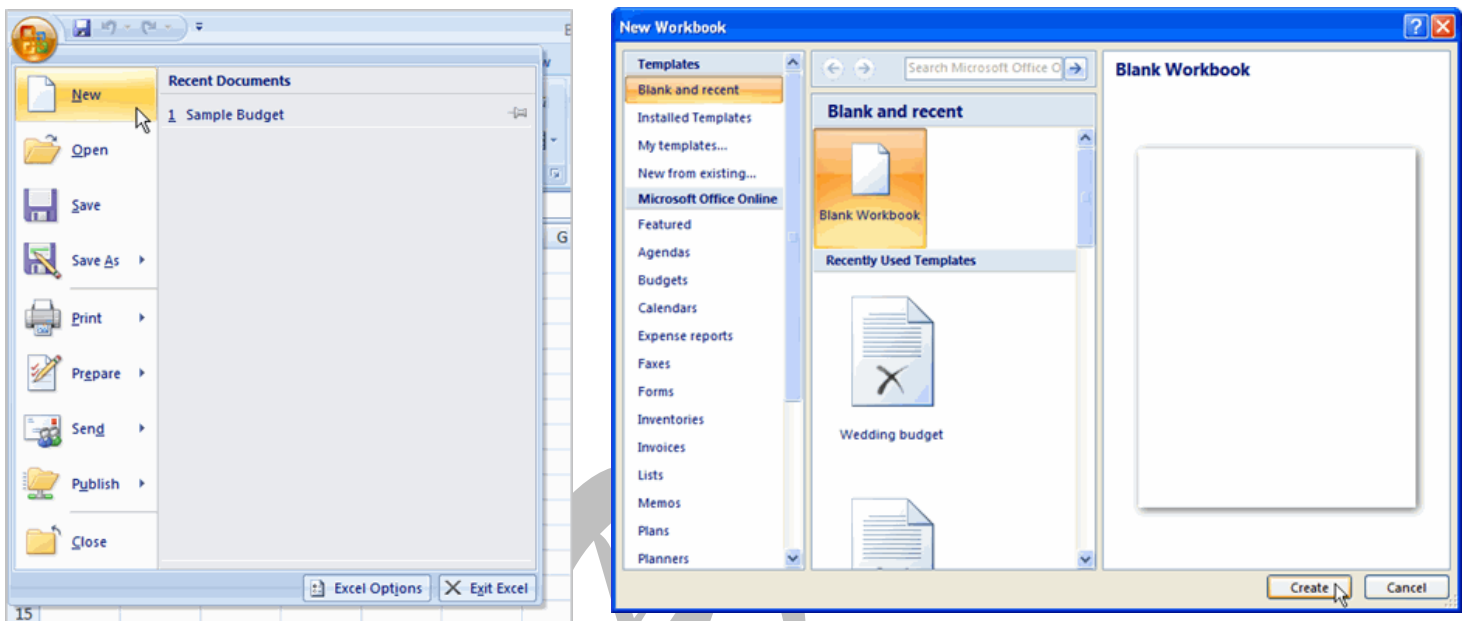 New
Open
Save
Save As
Print
Prepare
Send
Publish
Close
Recent Documents
1 Sample Budget
G
15
Excel Options
Exit Excel
New Workbook
Templates
Blank and recent
Installed Templates
My templates...
New from existing...
Microsoft Office Online
Featured
Agendas
Budgets
Calendars
Expense reports
Faxes
Forms
Inventories
Invoices
Lists
Memos
Plans
Planners
Search Microsoft Office O
Blank and recent
Blank Workbook
Recently Used Templates
Wedding budget
Blank Workbook
Create
Cancel